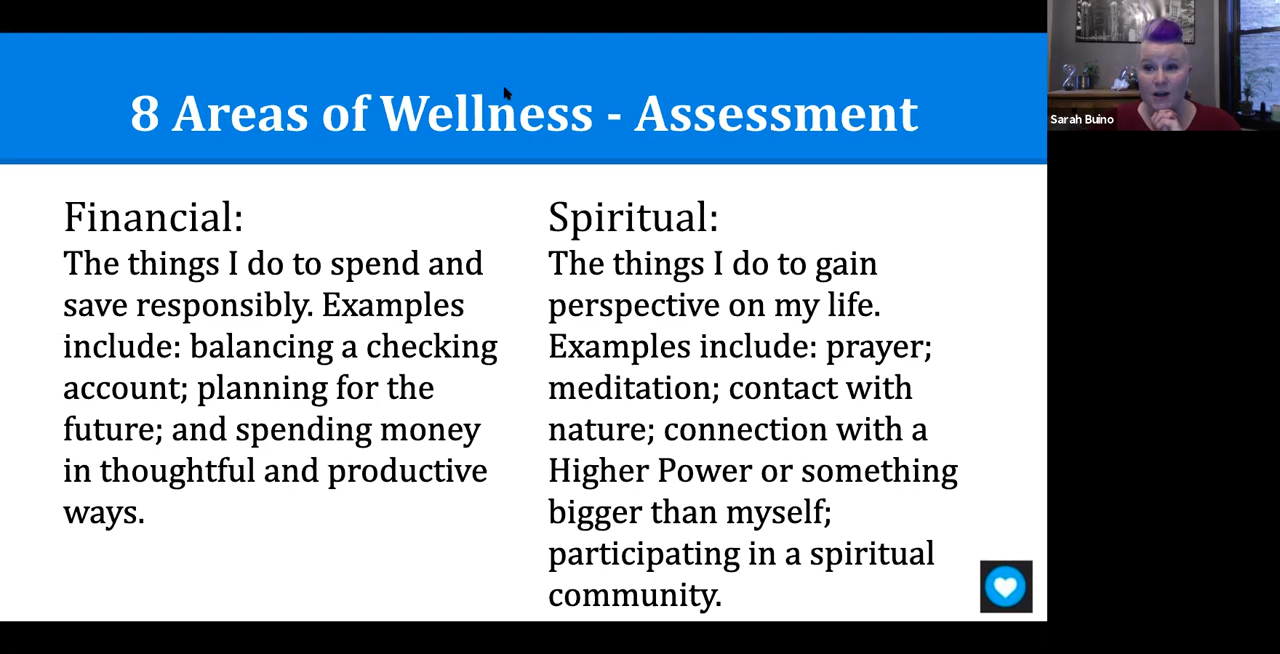 8 Areas of Wellness - Assessment
Sarah Buino
Financial:
The things I do to spend and
save responsibly. Examples
include: balancing a checking
account; planning for the
future; and spending money
in thoughtful and productive
ways.
Spiritual:
The things I do to gain
perspective on my life.
Examples include: prayer;
meditation; contact with
nature; connection with a
Higher Power or something
bigger than myself;
participating in a spiritual
community.